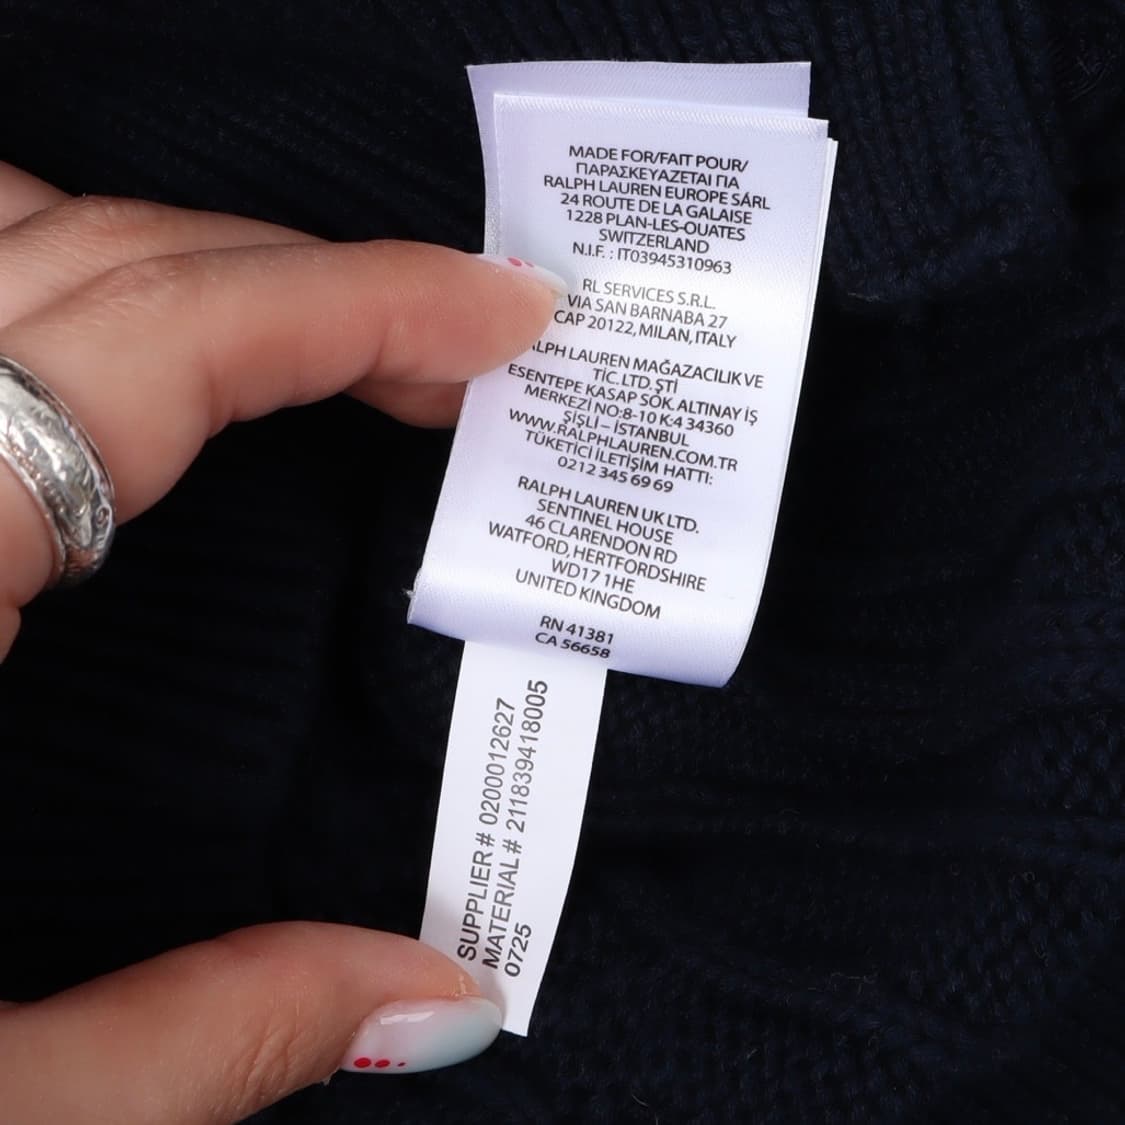 MADE FOR/FAIT POUR/
ΠΑΡΑΣΚΕΥΑΖΕΤΑΙ ΓΙΑ
RALPH LAUREN EUROPE SÁRL
24 ROUTE DE LA GALAISE
1228 PLAN-LES-OUATES
SWITZERLAND
N.I.F. : IT03945310963
RL SERVICES S.R.L.
VIA SAN BARNABA 27
CAP 20122, MILAN, ITALY
LAUREN MAĞAZACILIK VE
TİC. LTD. ŞTİ
ESENTEPE KASAP SOK. ALTINAY İŞ
MERKEZİ NO:8-10 K:4 34360
ŞİŞLİ – İSTANBUL
WWW.RALPHLAUREN.COM.TR
TÜKETİCİ İLETİŞİM HATTI:
0212 345 69 69
RALPH LAUREN UK LTD.
SENTINEL HOUSE
46 CLARENDON RD
WATFORD, HERTFORDSHIRE
WD17 1HE
UNITED KINGDOM
RN 41381
CA 56658
SUPPLIER # 0200012627
MATERIAL # 211839418005
0725